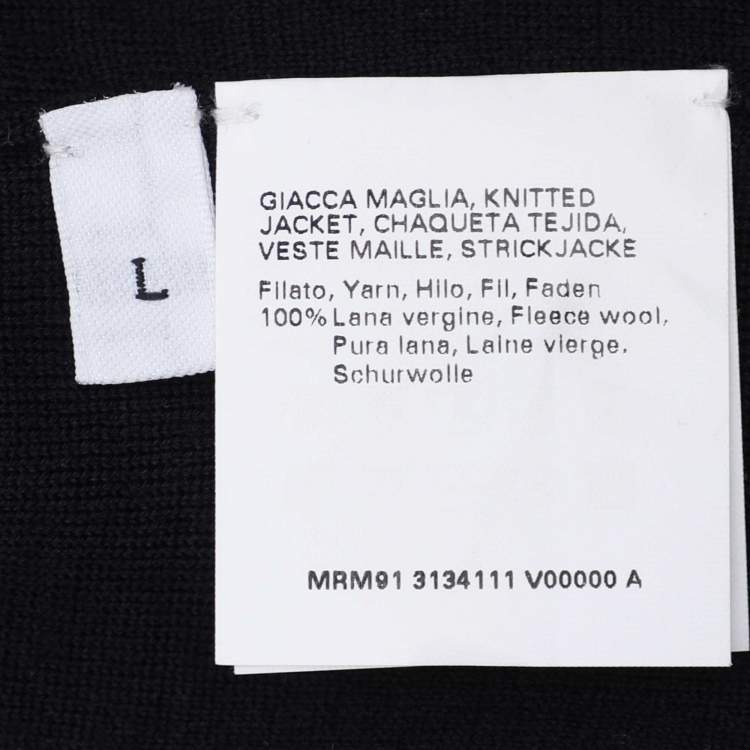 L
GIACCA MAGLIA, KNITTED
JACKET, CHAQUETA TEJIDA,
VESTE MAILLE, STRICKJACKE
Filato, Yarn, Hilo, Fil, Faden
100% Lana vergine, Fleece wool,
Pura lana, Laine vierge,
Schurwolle
MRM91 3134111 V00000 A